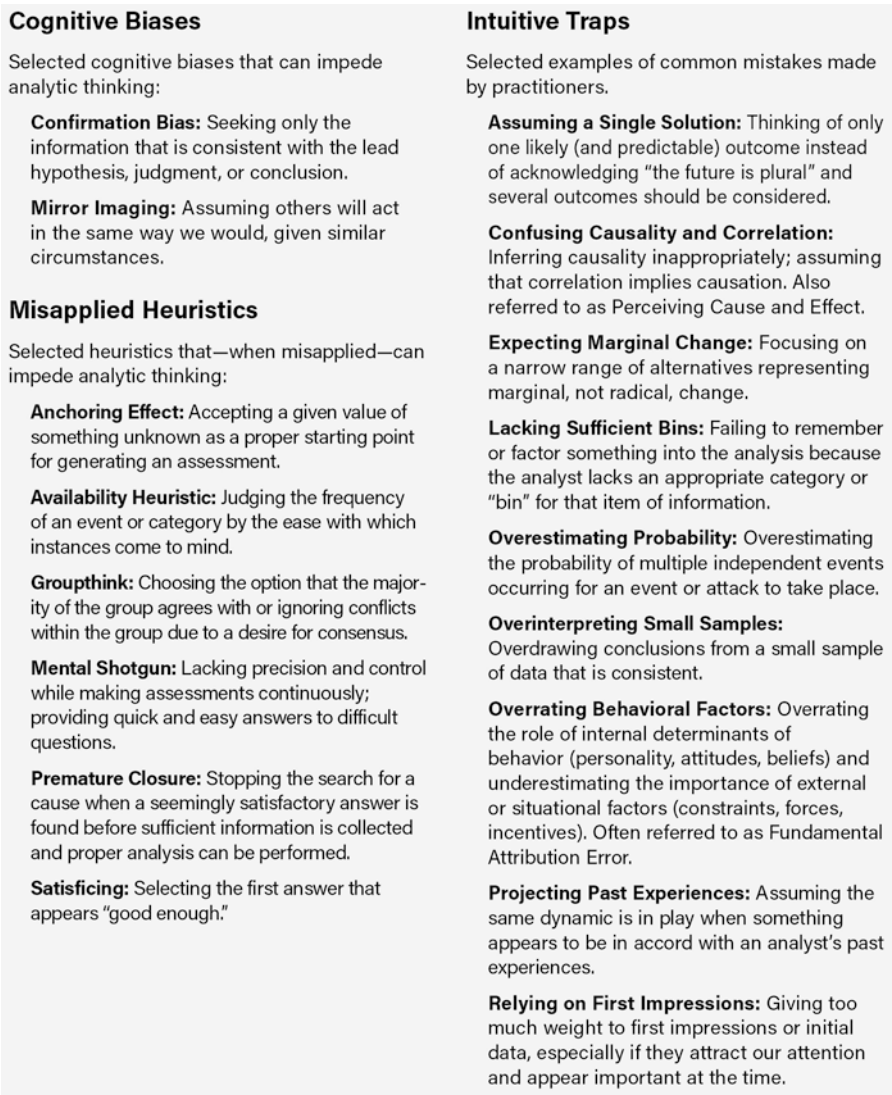 Cognitive Biases
Selected cognitive biases that can impede
analytic thinking:
Confirmation Bias: Seeking only the
information that is consistent with the lead
hypothesis, judgment, or conclusion.
Mirror Imaging: Assuming others will act
in the same way we would, given similar
circumstances.
Misapplied Heuristics
Selected heuristics that—when misapplied—can
impede analytic thinking:
Anchoring Effect: Accepting a given value of
something unknown as a proper starting point
for generating an assessment.
Availability Heuristic: Judging the frequency
of an event or category by the ease with which
instances come to mind.
Groupthink: Choosing the option that the major-
ity of the group agrees with or ignoring conflicts
within the group due to a desire for consensus.
Mental Shotgun: Lacking precision and control
while making assessments continuously;
providing quick and easy answers to difficult
questions.
Premature Closure: Stopping the search for a
cause when a seemingly satisfactory answer is
found before sufficient information is collected
and proper analysis can be performed.
Satisficing: Selecting the first answer that
appears “good enough.”
Intuitive Traps
Selected examples of common mistakes made
by practitioners.
Assuming a Single Solution: Thinking of only
one likely (and predictable) outcome instead
of acknowledging “the future is plural” and
several outcomes should be considered.
Confusing Causality and Correlation:
Inferring causality inappropriately; assuming
that correlation implies causation. Also
referred to as Perceiving Cause and Effect.
Expecting Marginal Change: Focusing on
a narrow range of alternatives representing
marginal, not radical, change.
Lacking Sufficient Bins: Failing to remember
or factor something into the analysis because
the analyst lacks an appropriate category or
“bin” for that item of information.
Overestimating Probability: Overestimating
the probability of multiple independent events
occurring for an event or attack to take place.
Overinterpreting Small Samples:
Overdrawing conclusions from a small sample
of data that is consistent.
Overrating Behavioral Factors: Overrating
the role of internal determinants of
behavior (personality, attitudes, beliefs) and
underestimating the importance of external
or situational factors (constraints, forces,
incentives). Often referred to as Fundamental
Attribution Error.
Projecting Past Experiences: Assuming the
same dynamic is in play when something
appears to be in accord with an analyst’s past
experiences.
Relying on First Impressions: Giving too
much weight to first impressions or initial
data, especially if they attract our attention
and appear important at the time.